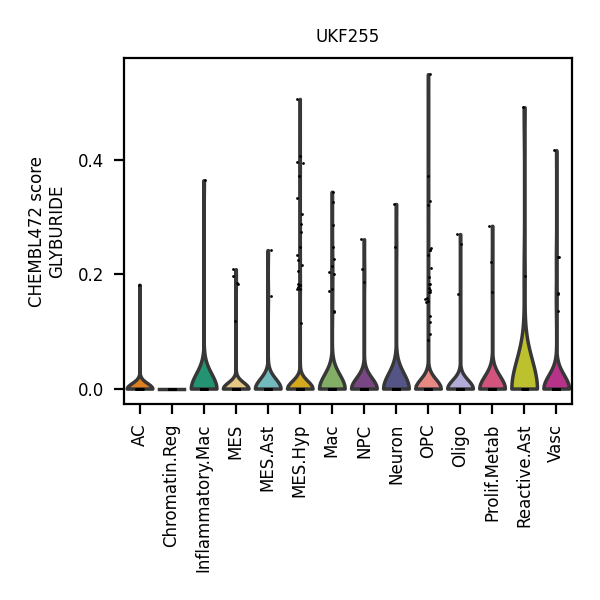 UKF255
CHEMBL472 score
GLYBURIDE
0.4
0.2
0.0
AC
Chromatin.Reg
Inflammatory.Mac
MES
MES.Ast
MES.Hyp
Mac
NPC
Neuron
OPC
Oligo
Prolif.Metab
Reactive.Ast
Vasc